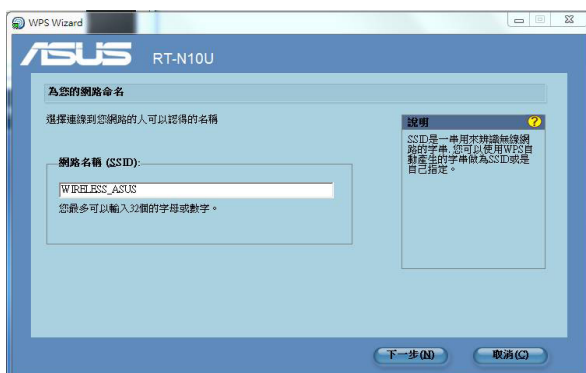 WPS Wizard
ASUS RT-N10U
為您的網路命名
選擇連線到您網路的人可以認得的名稱
網路名稱 (SSID):
WIRELESS_ASUS
您最多可以輸入32個的字母或數字。
說明
SSID是一串用來辨識無線網
路的字串.您可以使用WPS自
動產生的字串做為SSID或是
自己指定。
下一步(N)
取消(C)